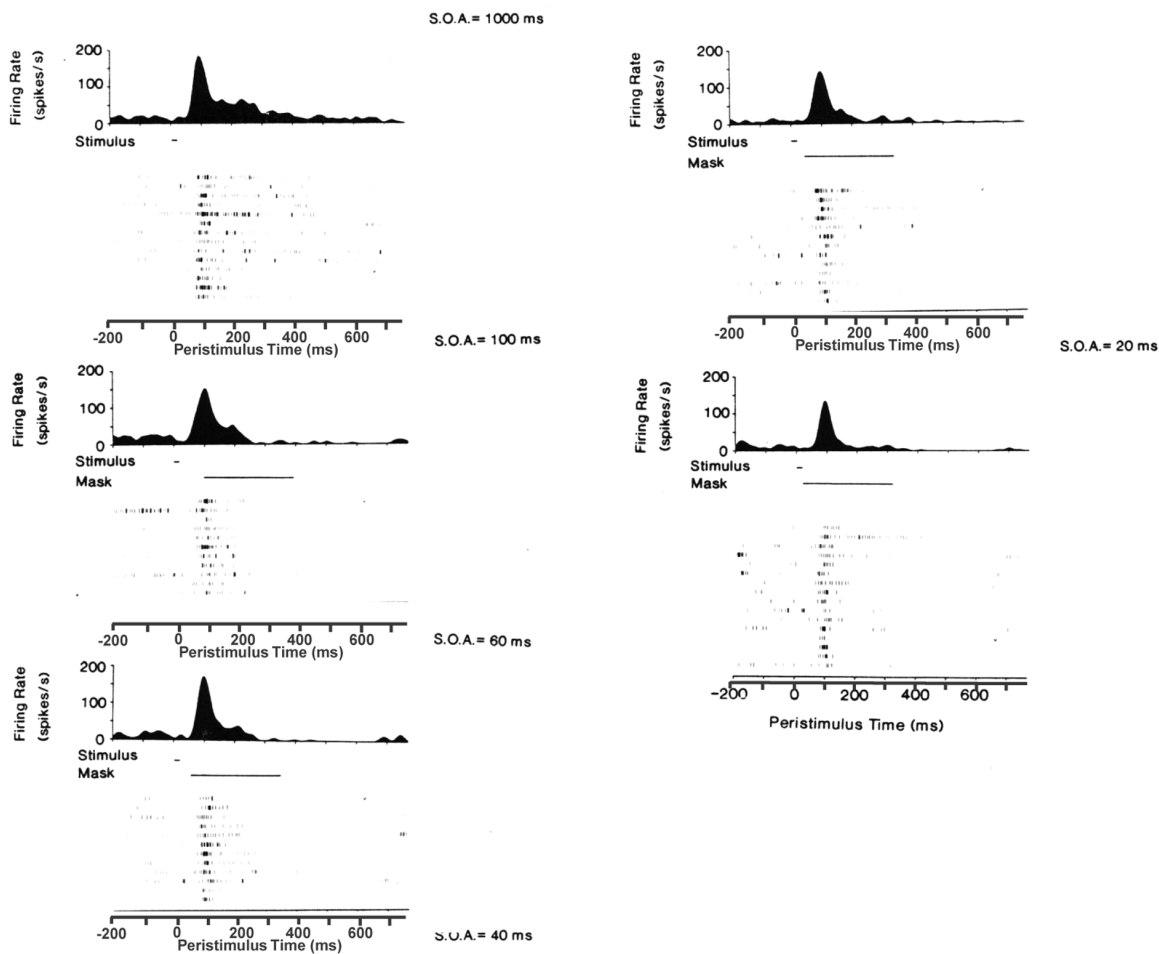 S.O.A.= 1000 ms
Firing Rate
(spikes/s)
200
100
0
Stimulus
-200 0 200 400 600
Peristimulus Time (ms)
S.O.A.= 100 ms
Firing Rate
(spikes/s)
200
100
0
Stimulus
Mask
-200 0 200 400 600
Peristimulus Time (ms)
S.O.A.= 60 ms
Firing Rate
(spikes/s)
200
100
0
Stimulus
Mask
-200 0 200 400 600
Peristimulus Time (ms)
S.O.A.= 40 ms
Firing Rate
(spikes/s)
200
100
0
Stimulus
Mask
-200 0 200 400 600
Peristimulus Time (ms)
S.O.A.= 20 ms
Firing Rate
(spikes/s)
200
100
0
Stimulus
Mask
-200 0 200 400 600
Peristimulus Time (ms)